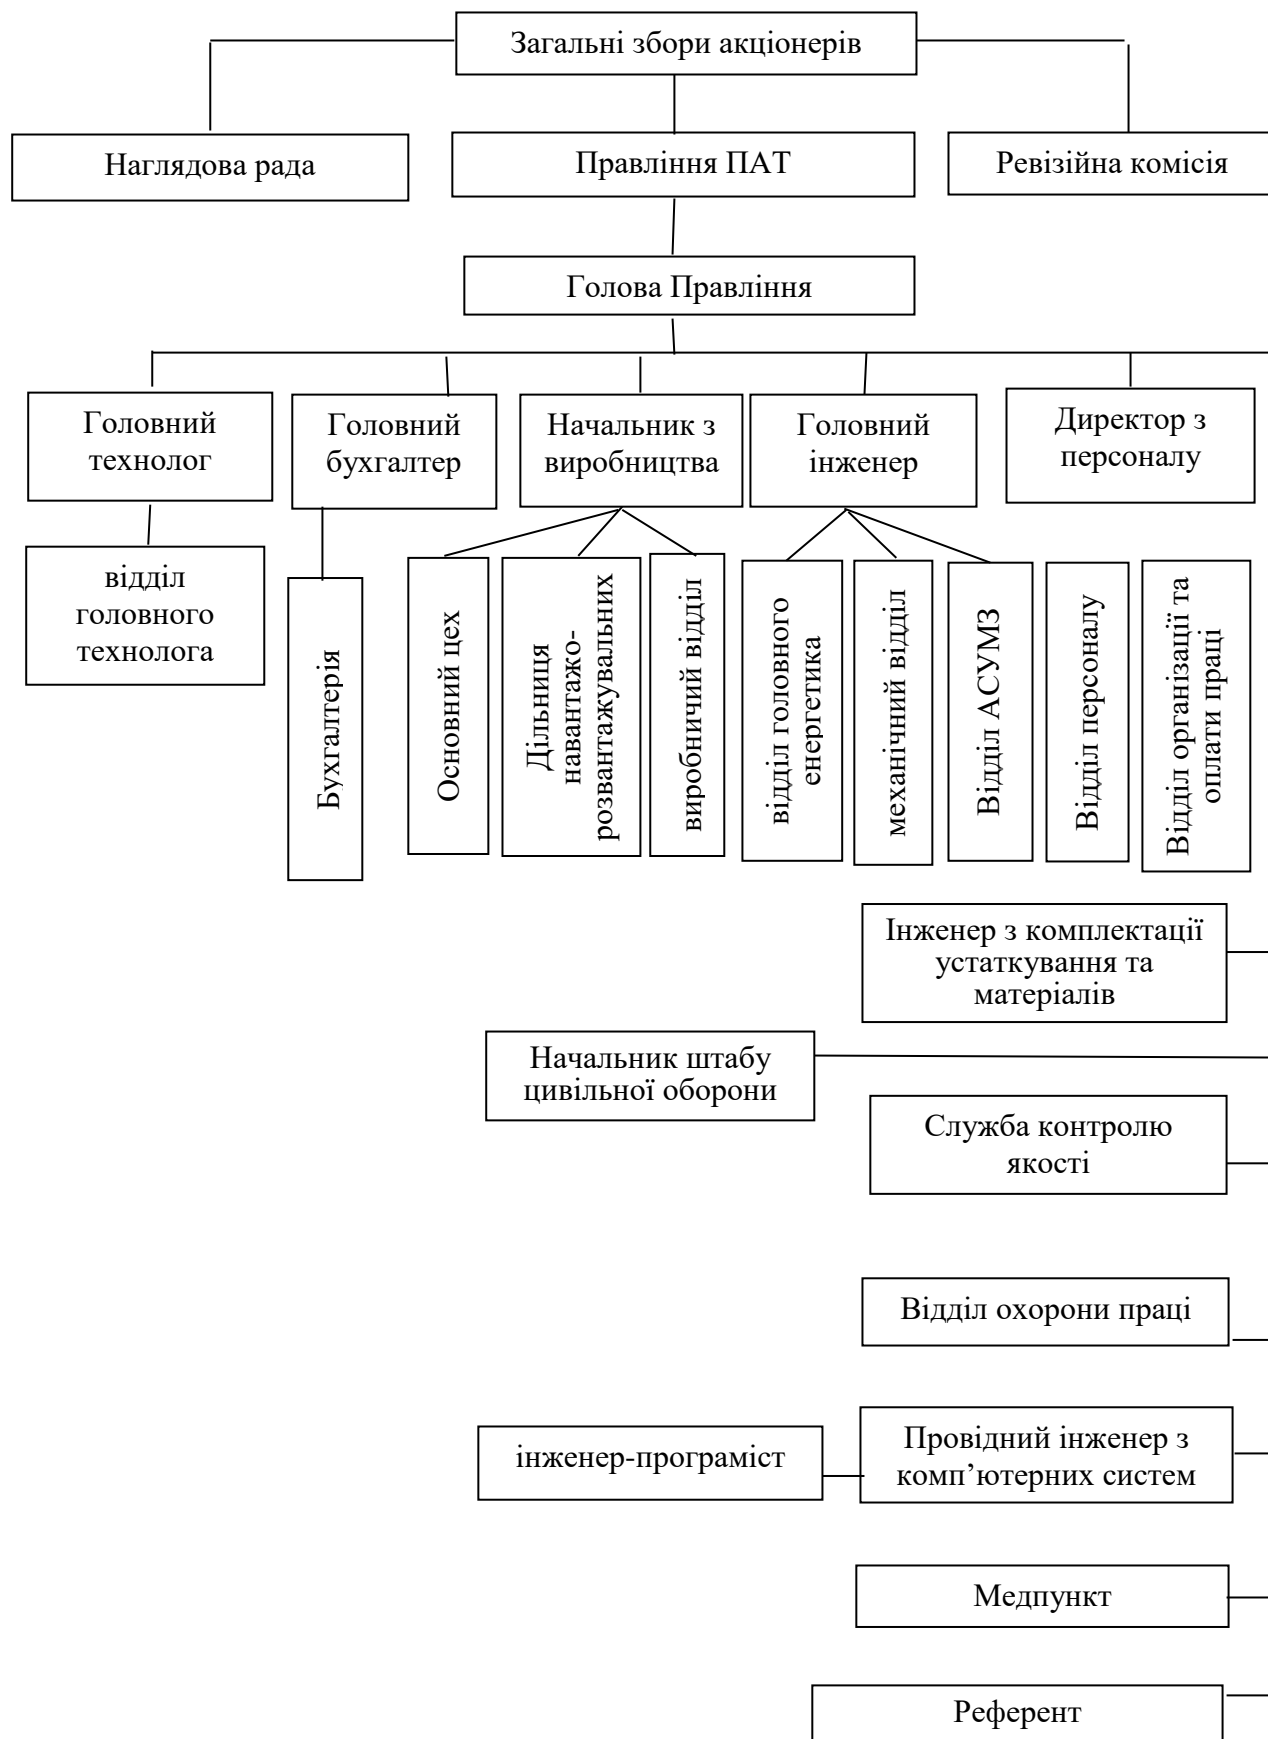 Загальні збори акціонерів
Наглядова рада
Правління ПАТ
Ревізійна комісія
Голова Правління
Головний
технолог
Головний
бухгалтер
Начальник з
виробництва
Головний
інженер
Директор з
персоналу
відділ
головного
технолога
Бухгалтерія
Основний цех
Дільниця
навантажо-
розвантажувальних
виробничий відділ
відділ головного
енергетика
механічний відділ
Відділ АСУМЗ
Відділ персоналу
Відділ організації та
оплати праці
Інженер з комплектації
устаткування та
матеріалів
Начальник штабу
цивільної оборони
Служба контролю
якості
Відділ охорони праці
інженер-програміст
Провідний інженер з
комп’ютерних систем
Медпункт
Референт